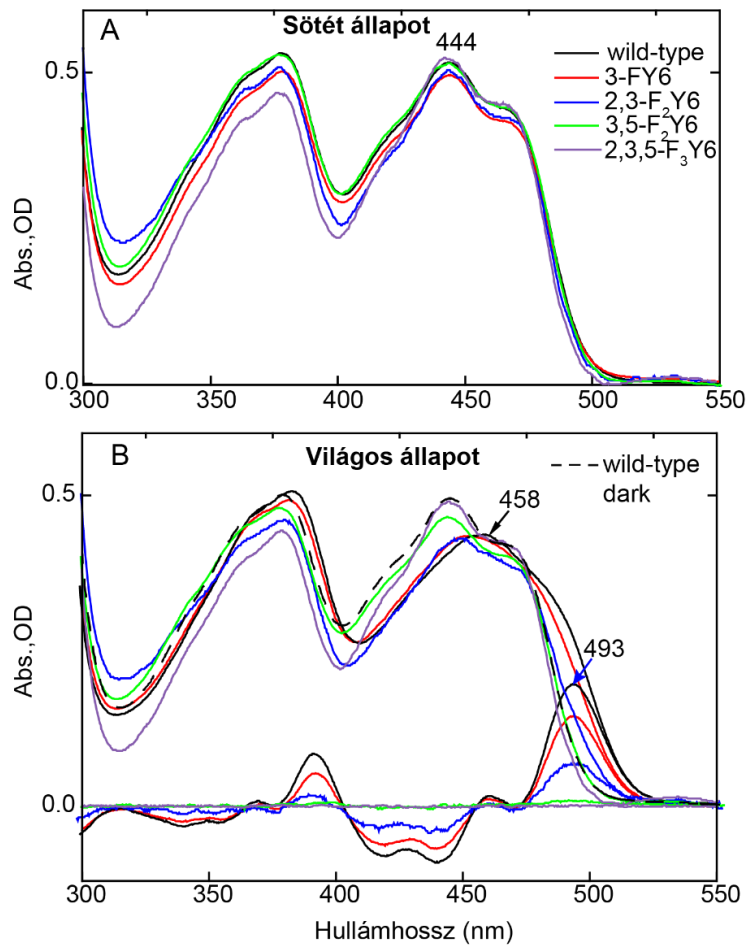 A
Sötét állapot
444
wild-type
3-FY6
2,3-F2Y6
3,5-F2Y6
2,3,5-F3Y6
0.5
Abs.,OD
0.0
300 350 400 450 500 550
B
Világos állapot
wild-type
dark
458
493
0.5
Abs.,OD
0.0
300 350 400 450 500 550
Hullámhossz (nm)